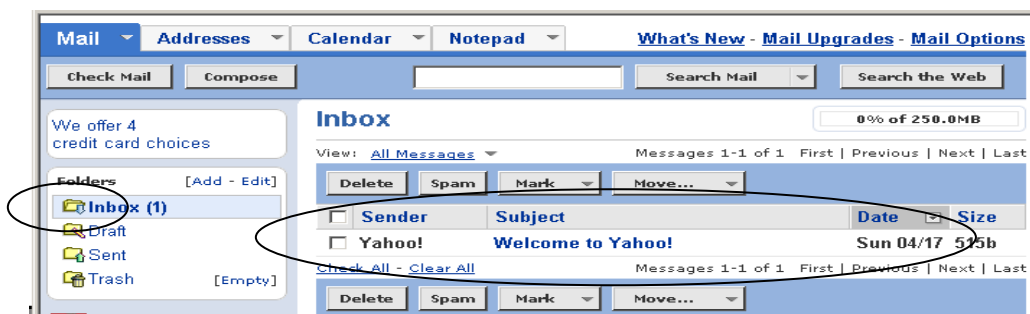 Mail Addresses Calendar Notepad What's New - Mail Upgrades - Mail Options
Check Mail Compose Search Mail Search the Web
We offer 4
credit card choices
Inbox 0% of 250.0MB
View: All Messages Messages 1-1 of 1 First | Previous | Next | Last
Folders [Add - Edit]
Delete Spam Mark Move...
Inbox (1)
Sender Subject Date Size
Draft
Yahoo! Welcome to Yahoo! Sun 04/17 515b
Sent
Check All - Clear All Messages 1-1 of 1 First | Previous | Next | Last
Trash [Empty]
Delete Spam Mark Move...